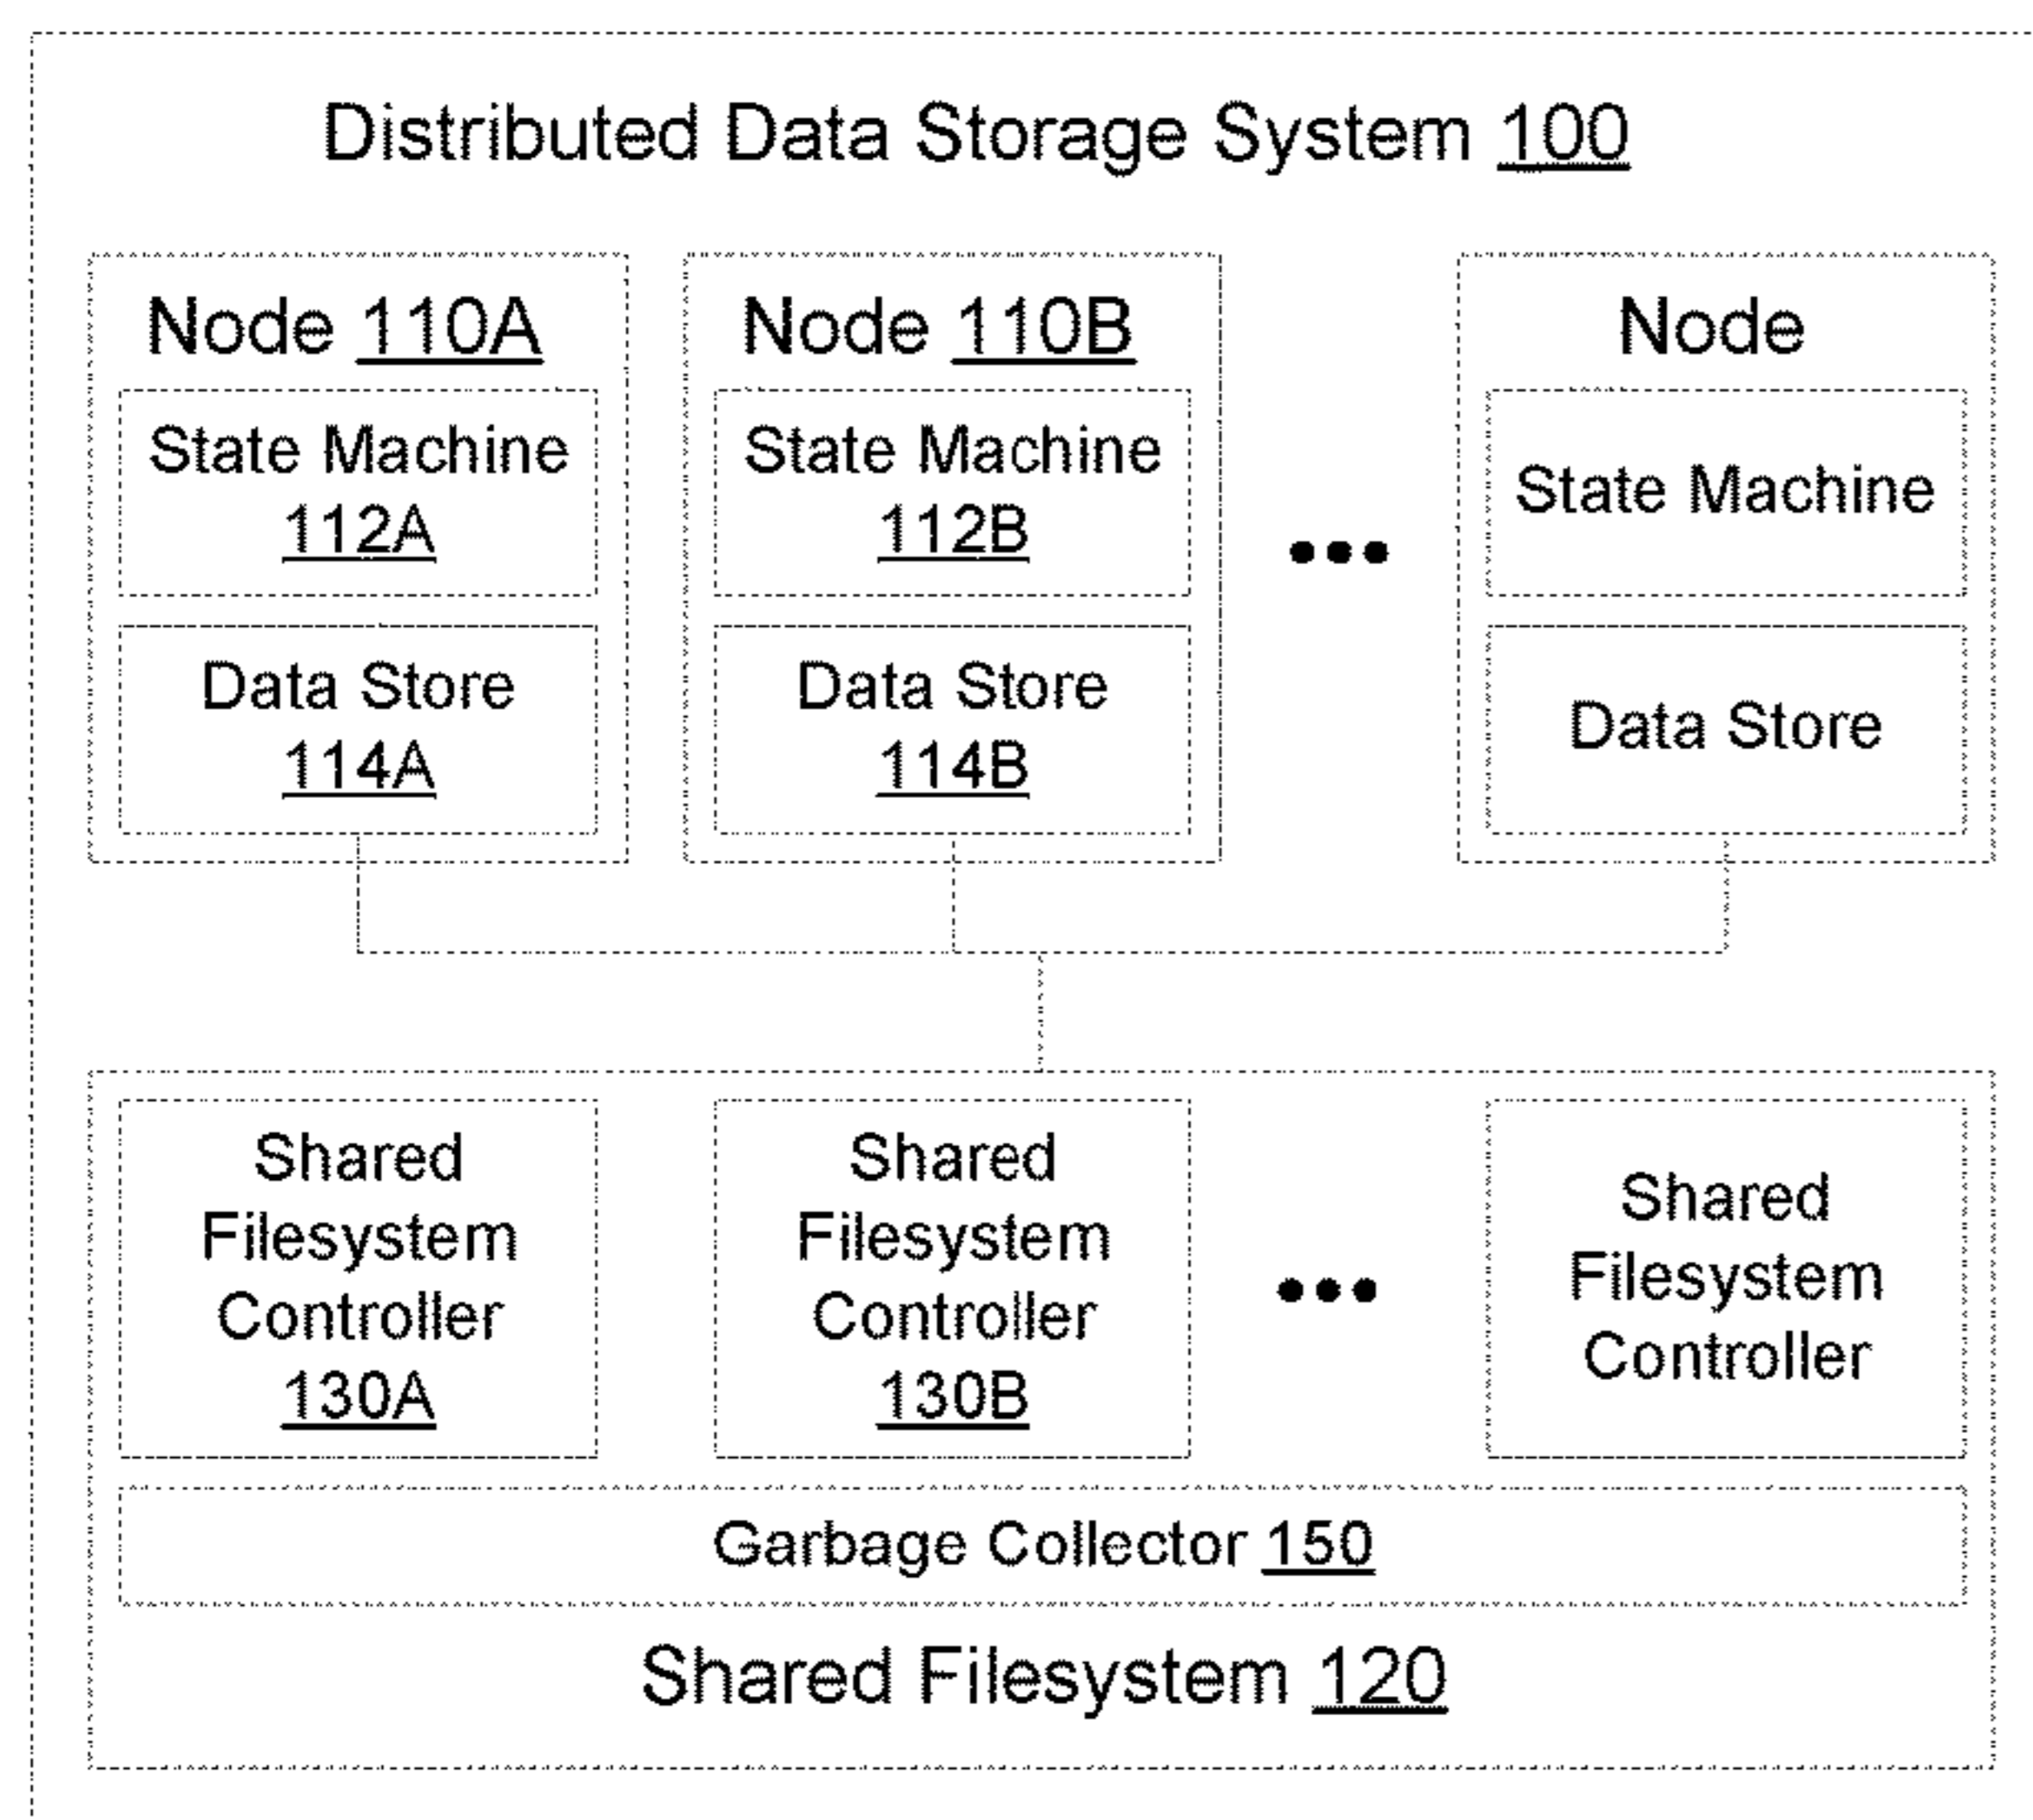 Distributed Data Storage System 100
Node 110A
State Machine
112A
Data Store
114A
Node 110B
State Machine
112B
Data Store
114B
•••
Node
State Machine
Data Store
Shared
Filesystem
Controller
130A
Shared
Filesystem
Controller
130B
•••
Shared
Filesystem
Controller
Garbage Collector 150
Shared Filesystem 120